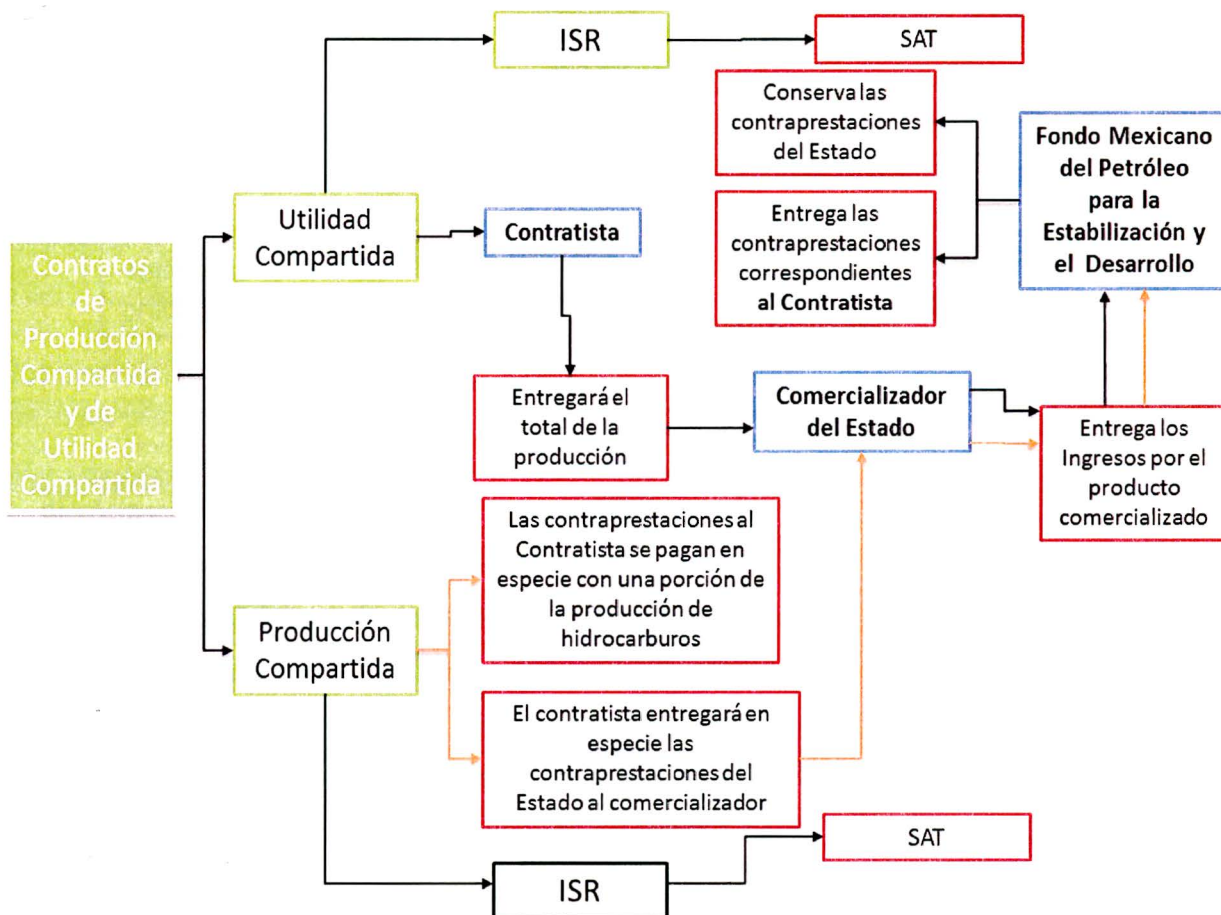 ISR
SAT
Conserva las
contraprestaciones
del Estado
Fondo Mexicano
del Petróleo
para la
Estabilización y
el Desarrollo
Utilidad
Compartida
Contratista
Entrega las
contraprestaciones
correspondientes
al Contratista
Contratos
de
Producción
Compartida
y de
Utilidad
Compartida
Entregará el
total de la
producción
Comercializador
del Estado
Entrega los
Ingresos por el
producto
comercializado
Las contraprestaciones al
Contratista se pagan en
especie con una porción de
la producción de
hidrocarburos
Producción
Compartida
El contratista entregará en
especie las
contraprestaciones del
Estado al comercializador
SAT
ISR